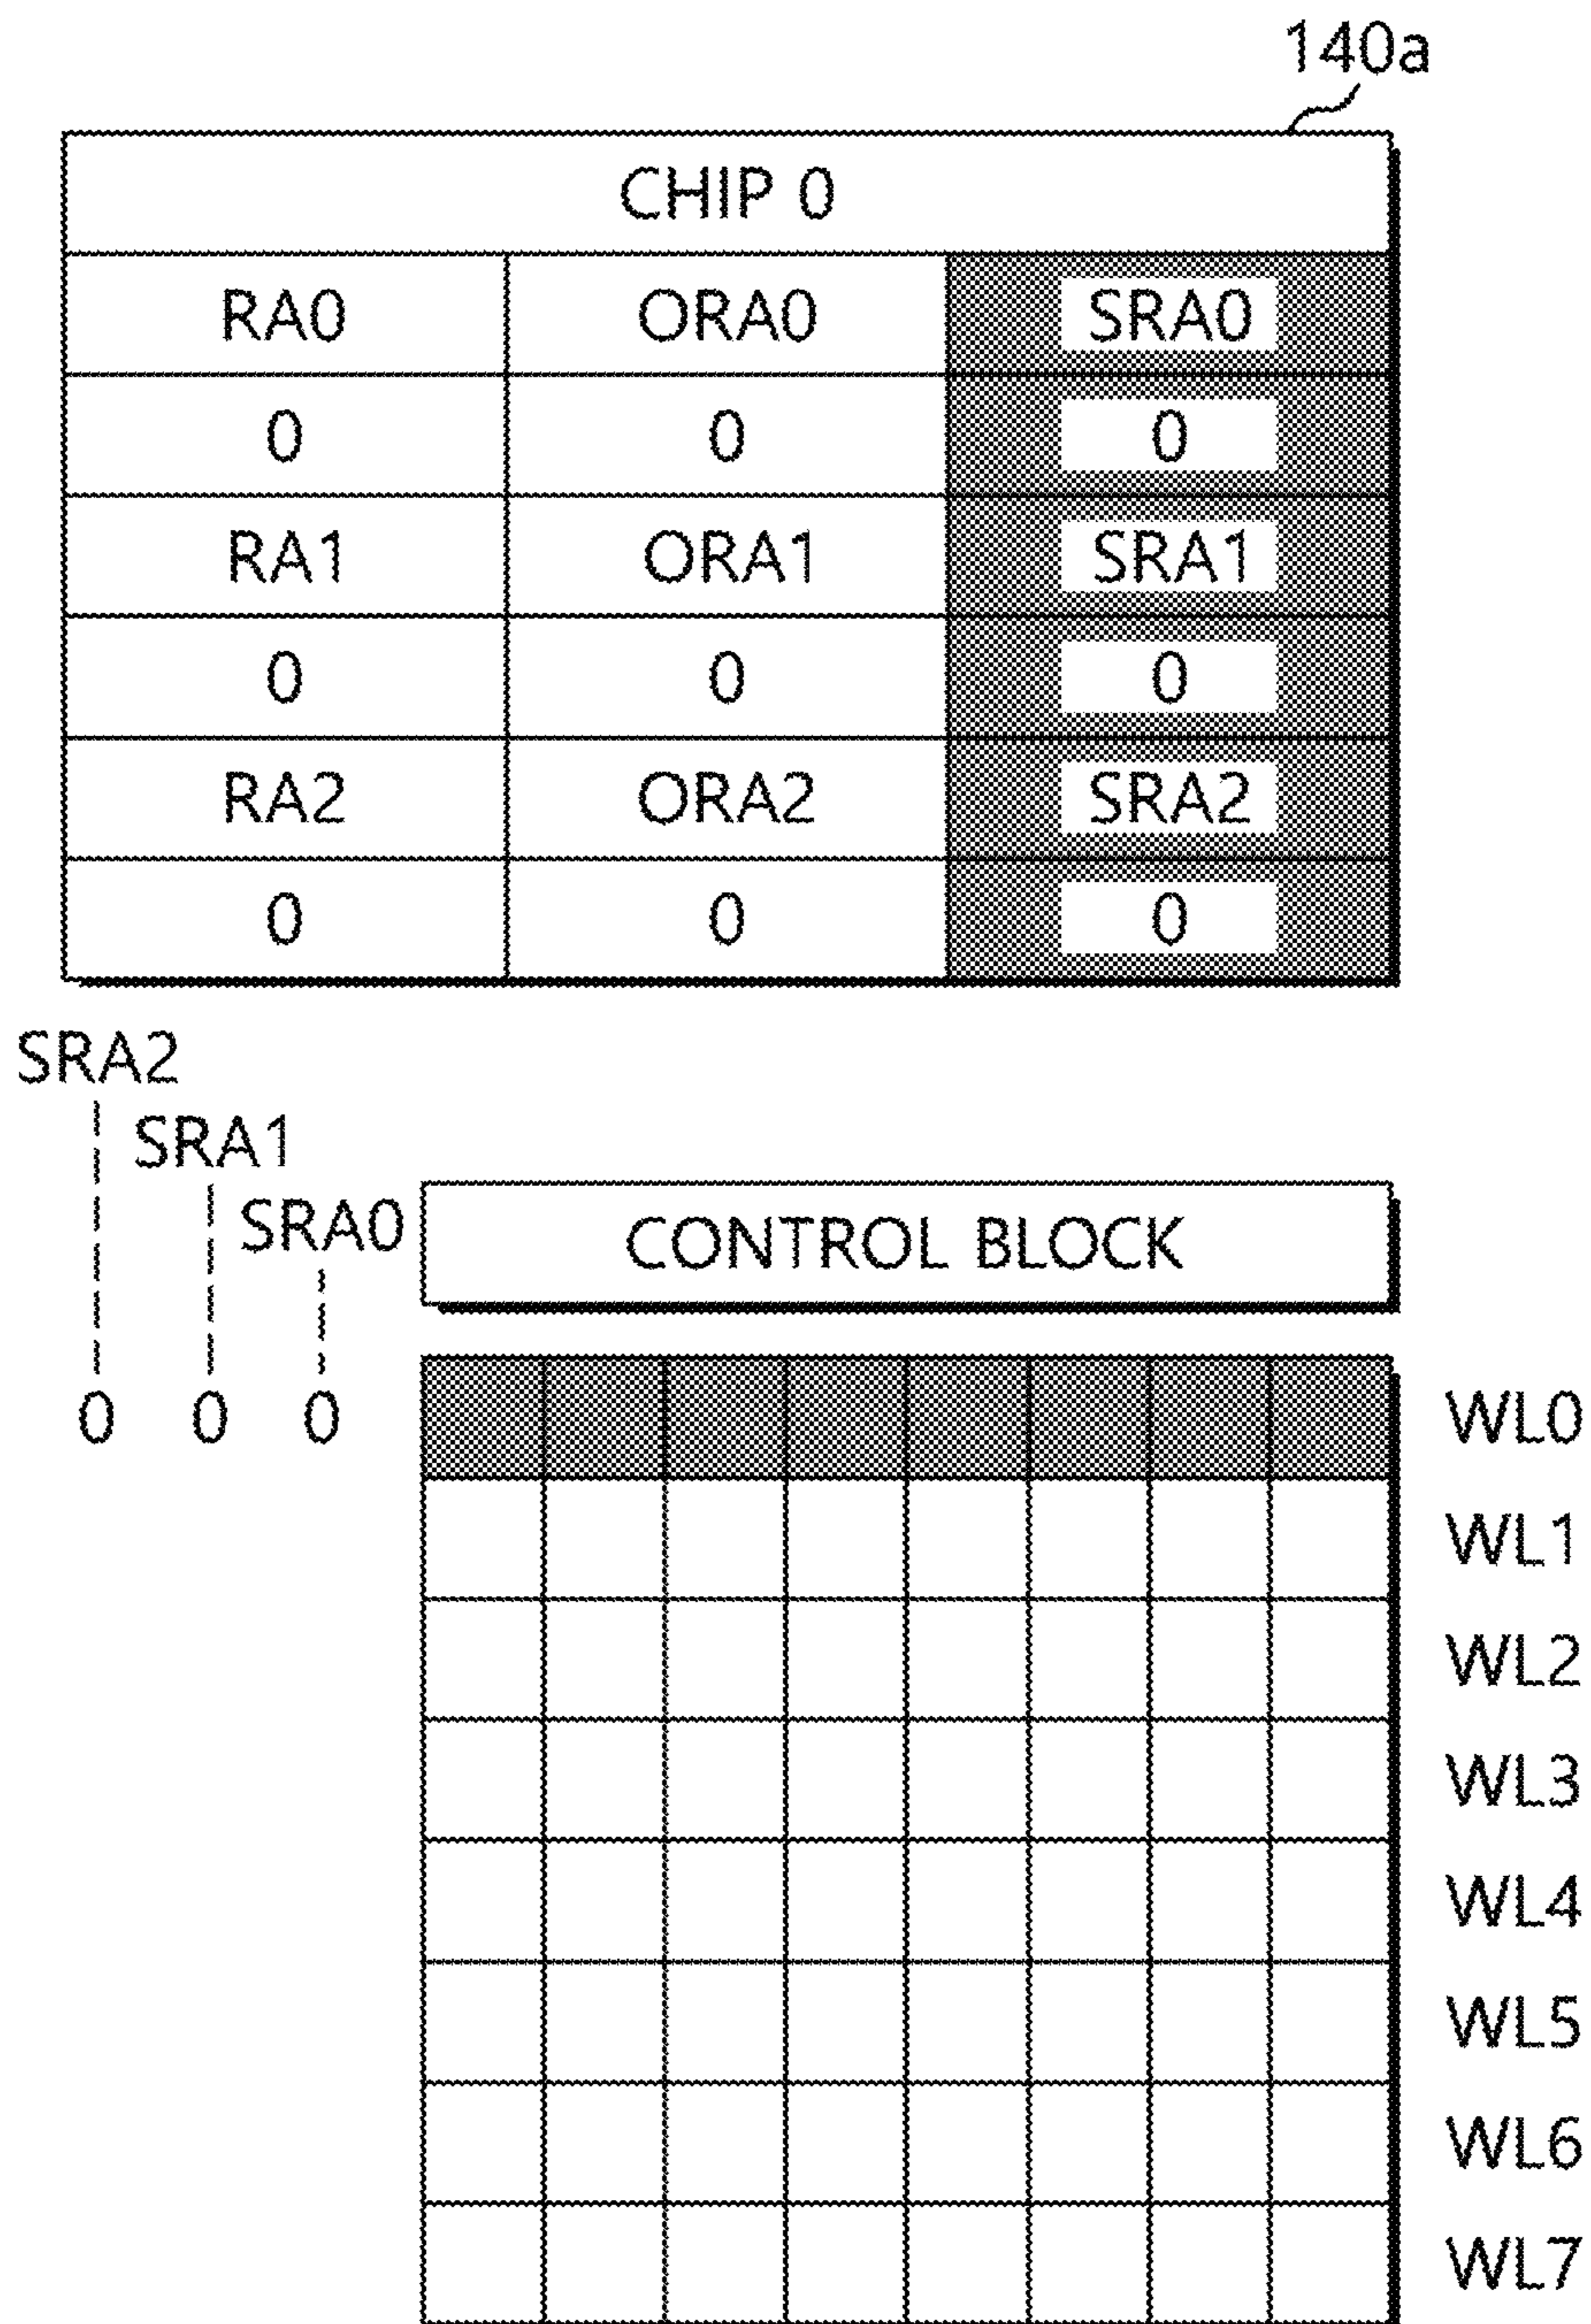 140a
CHIP 0
RA0 ORA0 SRA0
0 0 0
RA1 ORA1 SRA1
0 0 0
RA2 ORA2 SRA2
0 0 0
SRA2
SRA1
SRA0
CONTROL BLOCK
0 0 0 WL0
WL1
WL2
WL3
WL4
WL5
WL6
WL7